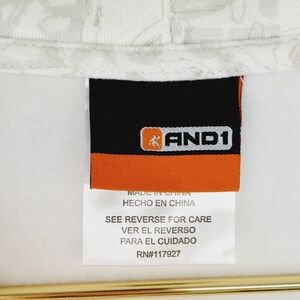 AND1
MADE IN CHINA
HECHO EN CHINA
SEE REVERSE FOR CARE
VER EL REVERSO
PARA EL CUIDADO
RN#117927